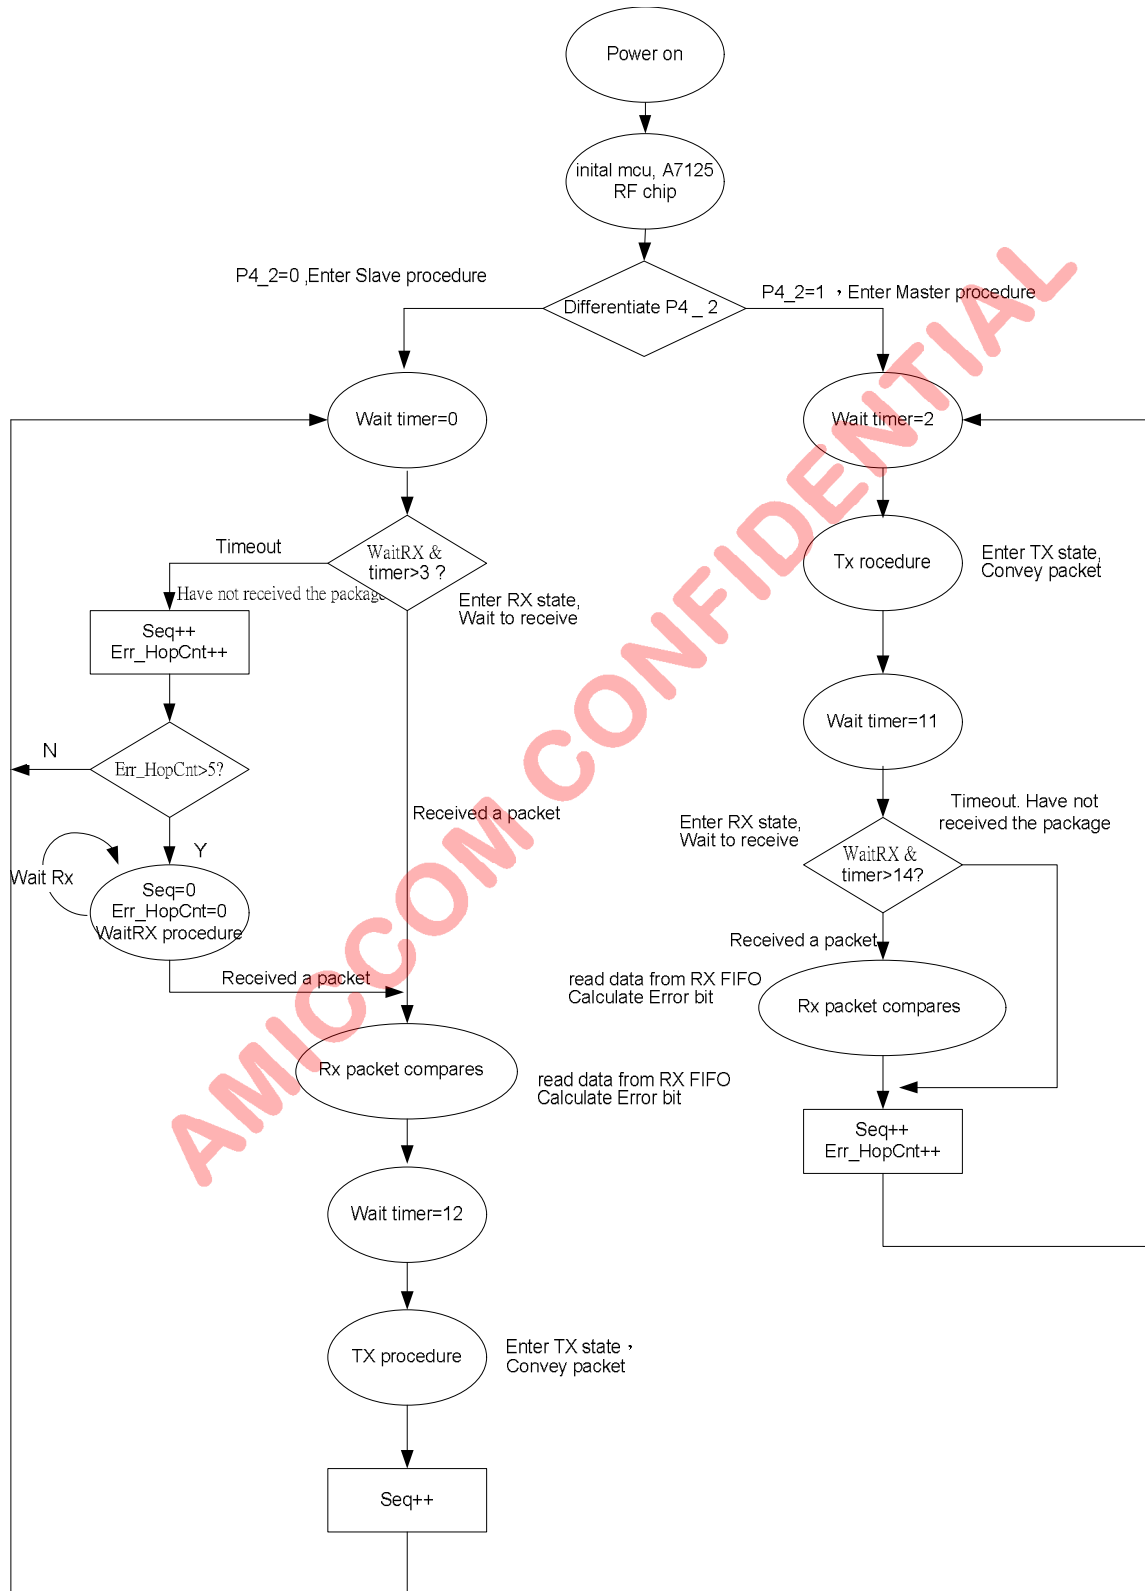 Power on
inital mcu, A7125
RF chip
P4_2=0 ,Enter Slave procedure
Differentiate P4 _ 2
P4_2=1 ，Enter Master procedure
Wait timer=0
Wait timer=2
Timeout
WaitRX &
timer>3 ?
Have not received the package
Enter RX state,
Wait to receive
Tx rocedure
Enter TX state,
Convey packet
Seq++
Err_HopCnt++
Wait timer=11
N
Err_HopCnt>5?
Y
Received a packet
Enter RX state,
Wait to receive
Timeout. Have not
received the package
WaitRX &
timer>14?
Wait Rx
Seq=0
Err_HopCnt=0
WaitRX procedure
Received a packet
Received a packet
read data from RX FIFO
Calculate Error bit
Rx packet compares
Rx packet compares
read data from RX FIFO
Calculate Error bit
Seq++
Err_HopCnt++
Wait timer=12
TX procedure
Enter TX state，
Convey packet
Seq++
AMICCOM CONFIDENTIAL